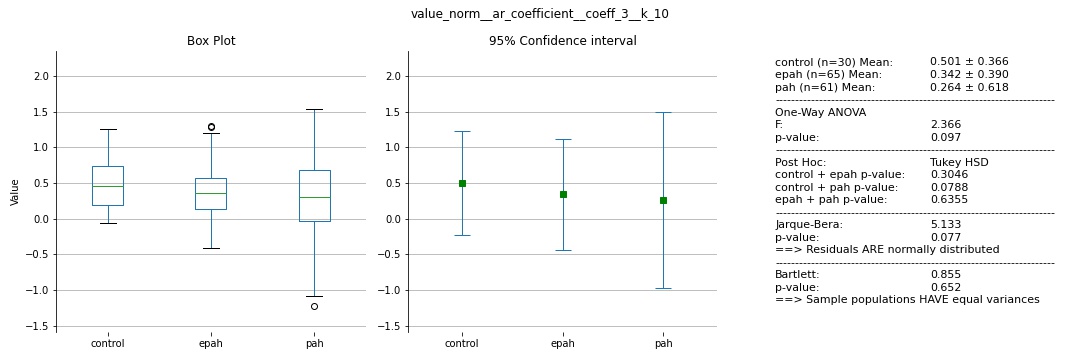 value_norm__ar_coefficient__coeff_3__k_10
Box Plot
2.0
1.5
1.0
0.5
0.0
−0.5
−1.0
−1.5
Value
control
epah
pah
95% Confidence interval
2.0
1.5
1.0
0.5
0.0
−0.5
−1.0
−1.5
control
epah
pah
control (n=30) Mean: 0.501 ± 0.366
epah (n=65) Mean: 0.342 ± 0.390
pah (n=61) Mean: 0.264 ± 0.618
One-Way ANOVA
F: 2.366
p-value: 0.097
Post Hoc: Tukey HSD
control + epah p-value: 0.3046
control + pah p-value: 0.0788
epah + pah p-value: 0.6355
Jarque-Bera: 5.133
p-value: 0.077
==> Residuals ARE normally distributed
Bartlett: 0.855
p-value: 0.652
==> Sample populations HAVE equal variances